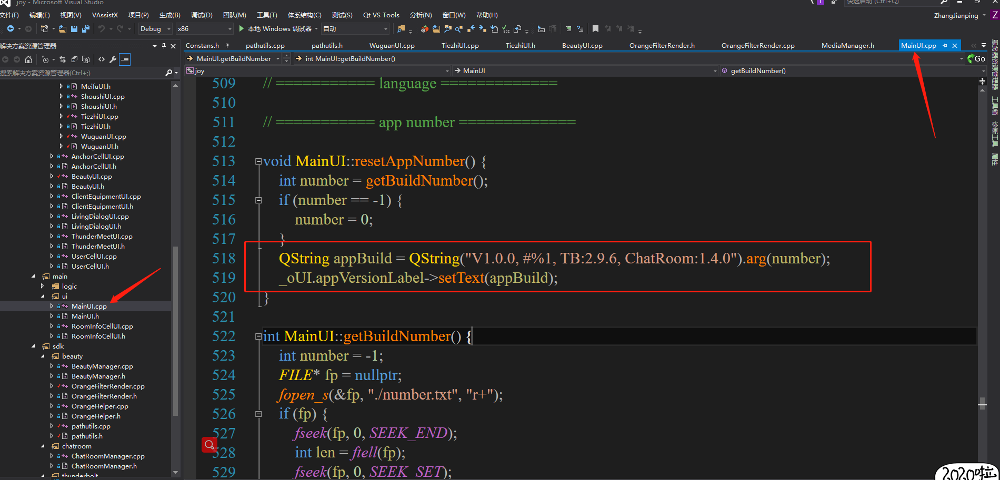 joy - Microsoft Visual Studio
快速启动 (Ctrl+Q)
文件(F) 编辑(E) 视图(V) VAssistX 项目(P) 生成(B) 调试(D) 团队(M) 工具(T) 体系结构(C) 测试(S) Qt VS Tools 分析(N) 窗口(W) 帮助(H)
ZhangJianping Z
Debug x86 本地 Windows 调试器 自动
解决方案资源管理器
搜索解决方案资源管理器(Ctrl+;)
MeifuUI.h
ShoushiUI.cpp
ShoushiUI.h
TiezhiUI.cpp
TiezhiUI.h
WuguanUI.cpp
WuguanUI.h
AnchorCellUI.cpp
AnchorCellUI.h
BeautyUI.cpp
BeautyUI.h
ClientEquipmentUI.cpp
ClientEquipmentUI.h
LivingDialogUI.cpp
LivingDialogUI.h
ThunderMeetUI.cpp
ThunderMeetUI.h
UserCellUI.cpp
UserCellUI.h
main
logic
ui
MainUI.cpp
MainUI.h
RoomInfoCellUI.cpp
RoomInfoCellUI.h
sdk
beauty
BeautyManager.cpp
BeautyManager.h
OrangeFilterRender.cpp
OrangeFilterRender.h
OrangeHelper.cpp
OrangeHelper.h
pathutils.cpp
pathutils.h
chatroom
ChatRoomManager.cpp
ChatRoomManager.h
thunderbolt
Constans.h pathutils.cpp pathutils.h WuguanUI.cpp TiezhiUI.cpp TiezhiUI.h BeautyUI.cpp OrangeFilterRender.h OrangeFilterRender.cpp MediaManager.h MainUI.cpp
MainUI.getBuildNumber int MainUI::getBuildNumber() Go
joy MainUI getBuildNumber()
509 // =========== language =============
510
511 // =========== app number =============
512
513 void MainUI::resetAppNumber() {
514 int number = getBuildNumber();
515 if (number == -1) {
516 number = 0;
517 }
518 QString appBuild = QString("V1.0.0, #%1, TB:2.9.6, ChatRoom:1.4.0").arg(number);
519 _oUI.appVersionLabel->setText(appBuild);
520 }
521
522 int MainUI::getBuildNumber() {
523 int number = -1;
524 FILE* fp = nullptr;
525 fopen_s(&fp, "./number.txt", "r+");
526 if (fp) {
527 fseek(fp, 0, SEEK_END);
528 int len = ftell(fp);
529 fseek(fp, 0, SEEK_SET);
服务器资源管理器
工具箱
诊断工具
属性
2020啦